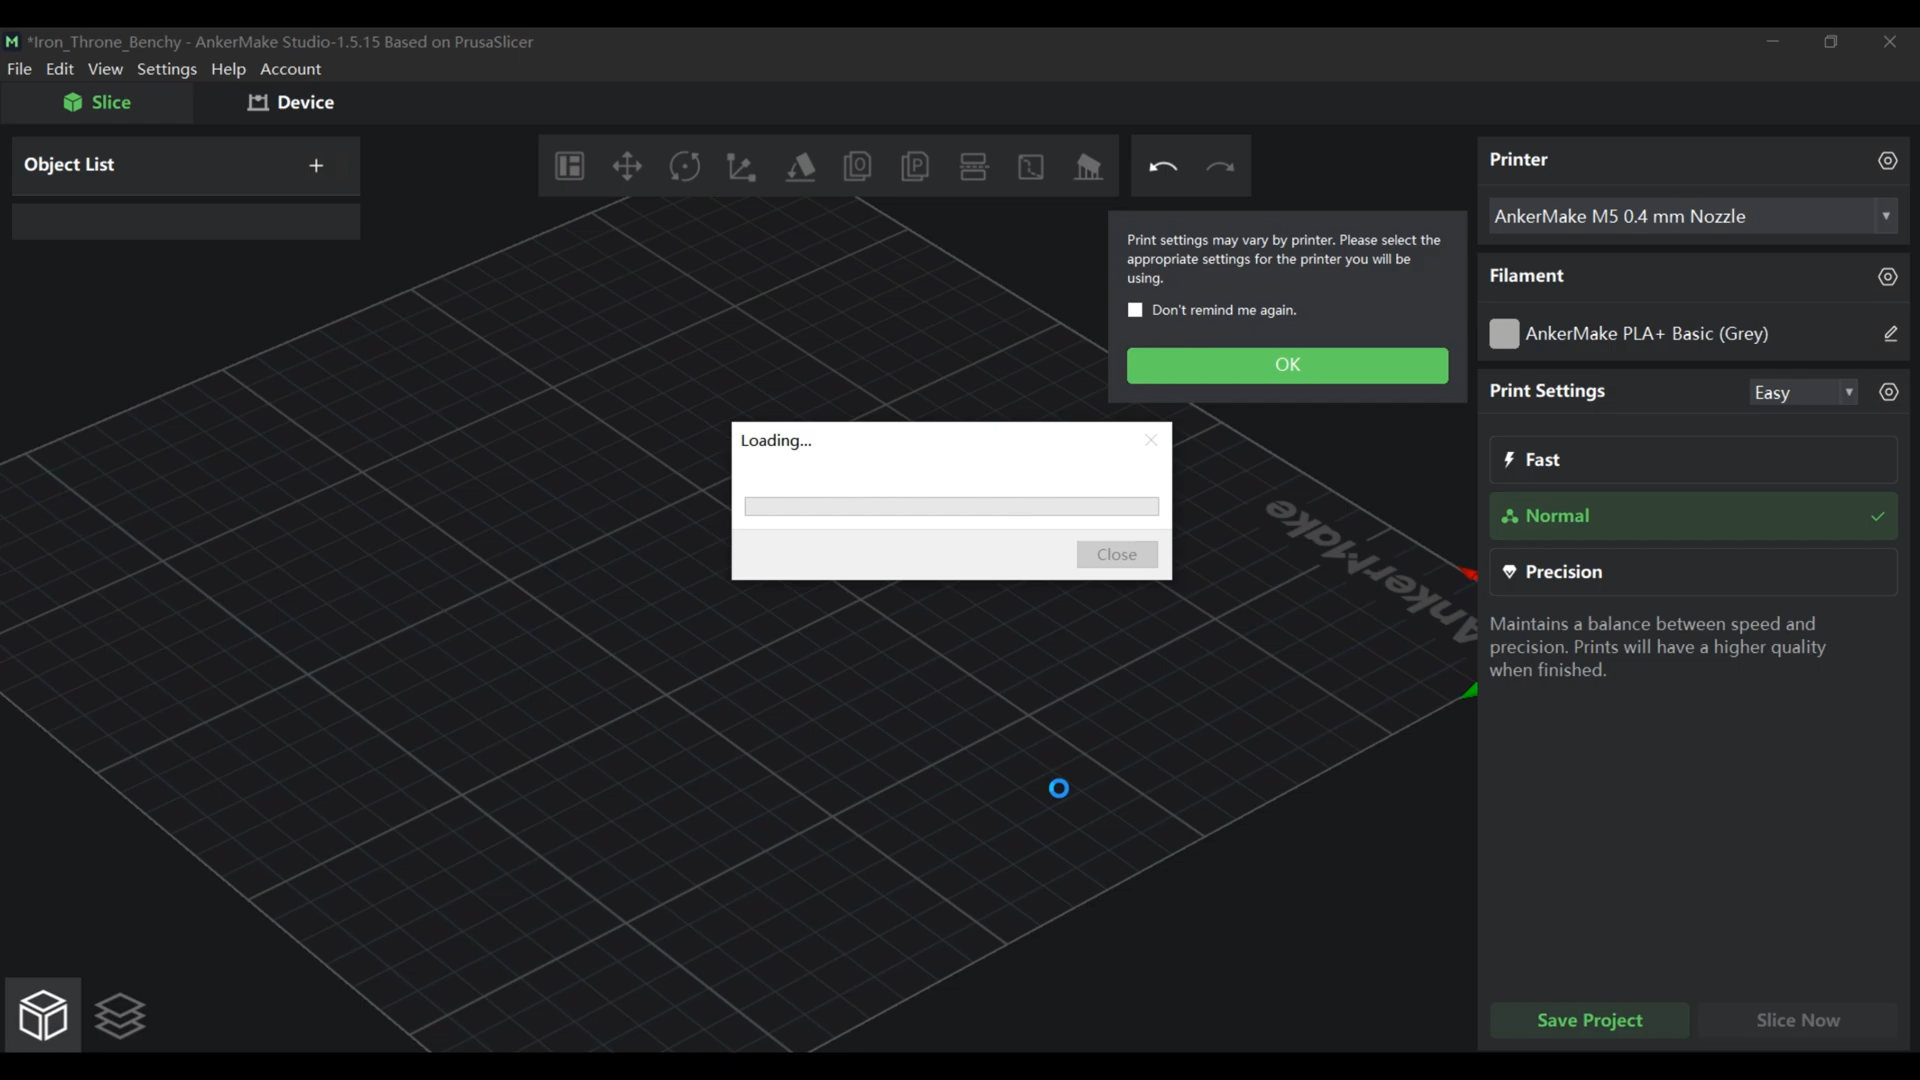 *Iron_Throne_Benchy - AnkerMake Studio-1.5.15 Based on PrusaSlicer
File Edit View Settings Help Account
Slice Device
Object List
Printer
AnkerMake M5 0.4 mm Nozzle
Print settings may vary by printer. Please select the
appropriate settings for the printer you will be
using.
Don't remind me again.
OK
Filament
AnkerMake PLA+ Basic (Grey)
Print Settings Easy
Fast
Normal
Precision
Maintains a balance between speed and
precision. Prints will have a higher quality
when finished.
Loading...
Close
AnkerMake
Save Project Slice Now